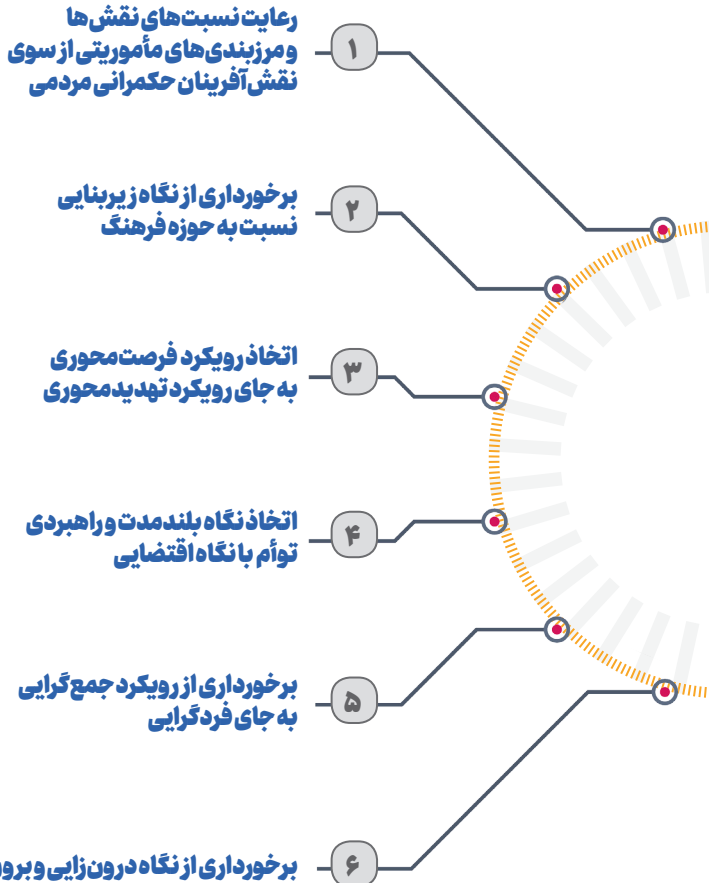 رعایت نسبت‌های نقش‌ها
و مرزبندی‌های مأموریتی از سوی
نقش‌آفرینان حکمرانی مردمی
۱
برخورداری از نگاه زیربنایی
نسبت به حوزه فرهنگ
۲
اتخاذ رویکرد فرصت‌محوری
به جای رویکرد تهدیدمحوری
۳
اتخاذ نگاه بلندمدت و راهبردی
توأم با نگاه اقتضایی
۴
برخورداری از رویکرد جمع‌گرایی
به جای فردگرایی
۵
برخورداری از نگاه درون‌زایی و
۶